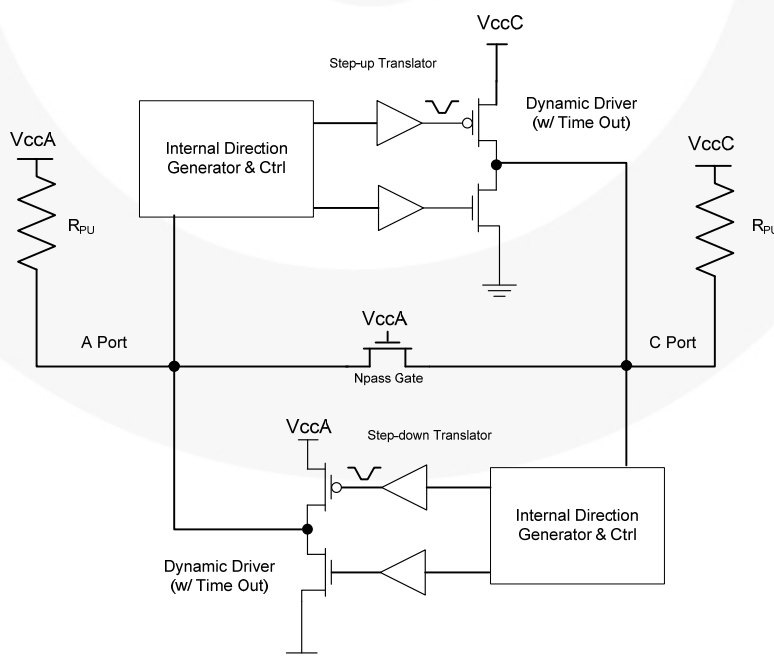 VccC
Step-up Translator
Dynamic Driver
(w/ Time Out)
Internal Direction
Generator & Ctrl
VccA
RPU
VccC
RPU
A Port
VccA
C Port
Npass Gate
VccA
Step-down Translator
Internal Direction
Generator & Ctrl
Dynamic Driver
(w/ Time Out)